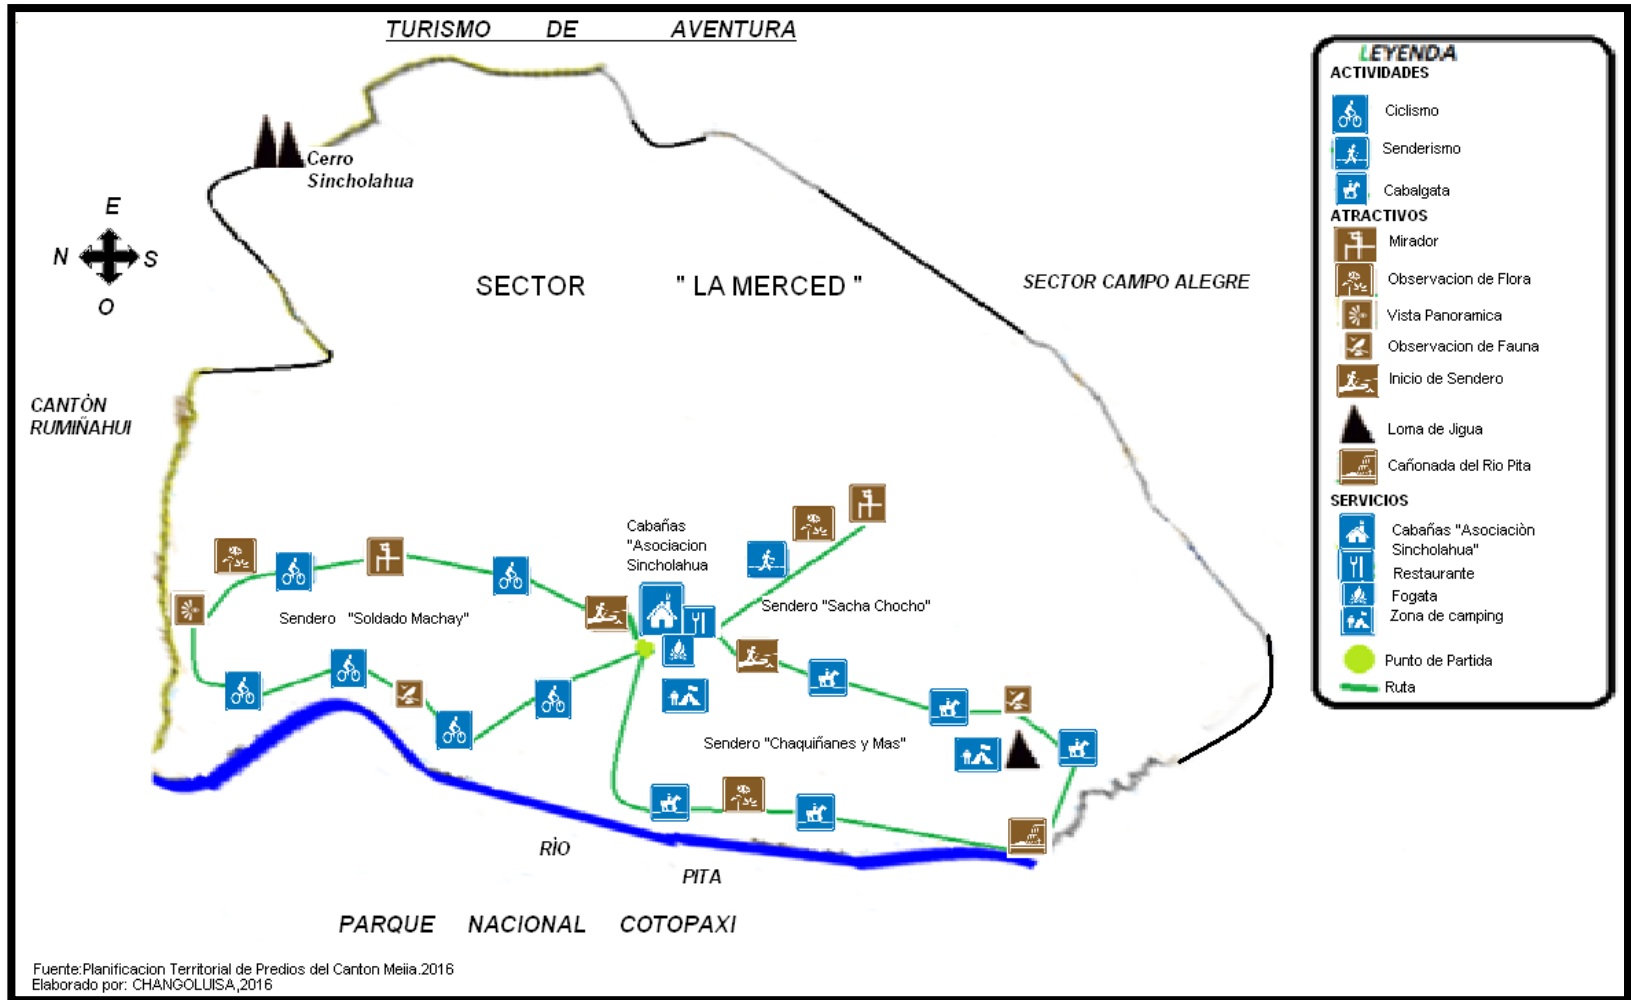 TURISMO DE AVENTURA
Cerro
Sincholahua
E
N S
O
SECTOR " LA MERCED "
SECTOR CAMPO ALEGRE
CANTÒN
RUMIÑAHUI
Cabañas
"Asociacion
Sincholahua
Sendero "Soldado Machay"
Sendero "Sacha Chocho"
Sendero "Chaquiñanes y Mas"
RÌO
PITA
PARQUE NACIONAL COTOPAXI
Fuente:Planificacion Territorial de Predios del Canton Mejia.2016
Elaborado por: CHANGOLUISA,2016
LEYENDA
ACTIVIDADES
Ciclismo
Senderismo
Cabalgata
ATRACTIVOS
Mirador
Observacion de Flora
Vista Panoramica
Observacion de Fauna
Inicio de Sendero
Loma de Jigua
Cañonada del Rio Pita
SERVICIOS
Cabañas "Asociaciòn
Sincholahua"
Restaurante
Fogata
Zona de camping
Punto de Partida
Ruta